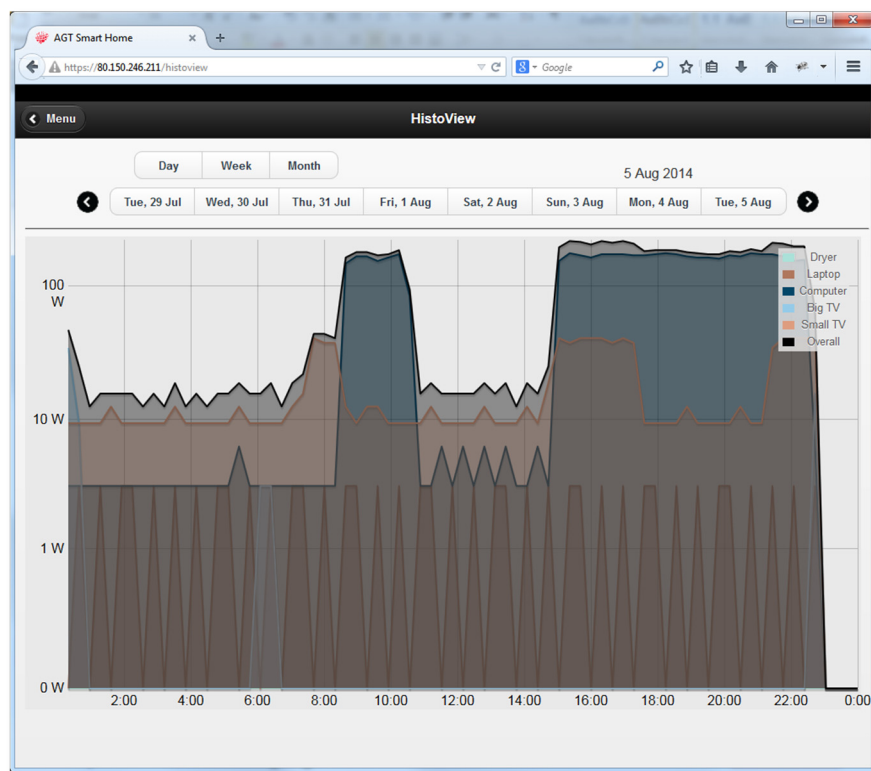 AGT Smart Home
https://80.150.246.211/histoview
Google
Menu
HistoView
Day Week Month
5 Aug 2014
Tue, 29 Jul Wed, 30 Jul Thu, 31 Jul Fri, 1 Aug Sat, 2 Aug Sun, 3 Aug Mon, 4 Aug Tue, 5 Aug
Dryer
Laptop
Computer
Big TV
Small TV
Overall
100
W
10 W
1 W
0 W
2:00 4:00 6:00 8:00 10:00 12:00 14:00 16:00 18:00 20:00 22:00 0:00